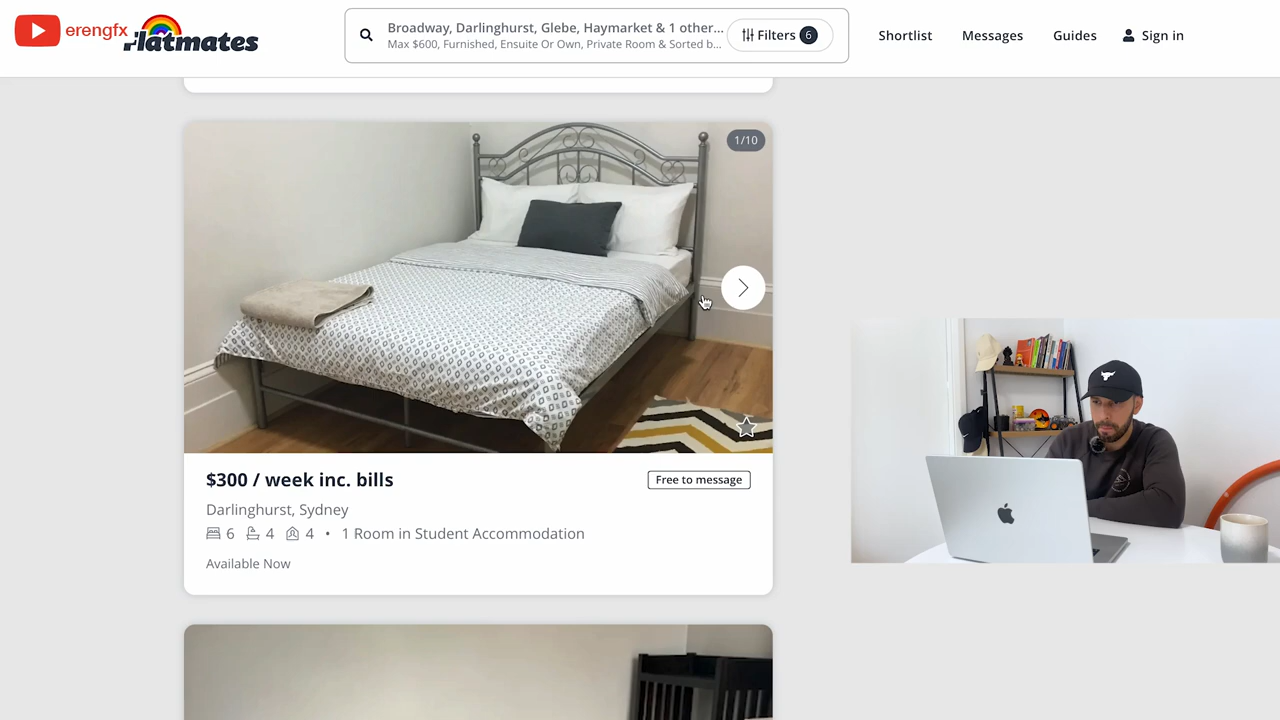 erengfx
flatmates
Broadway, Darlinghurst, Glebe, Haymarket & 1 other...
Max $600, Furnished, Ensuite Or Own, Private Room & Sorted b...
Filters 6
Shortlist
Messages
Guides
Sign in
1/10
$300 / week inc. bills
Free to message
Darlinghurst, Sydney
6 4 4 • 1 Room in Student Accommodation
Available Now